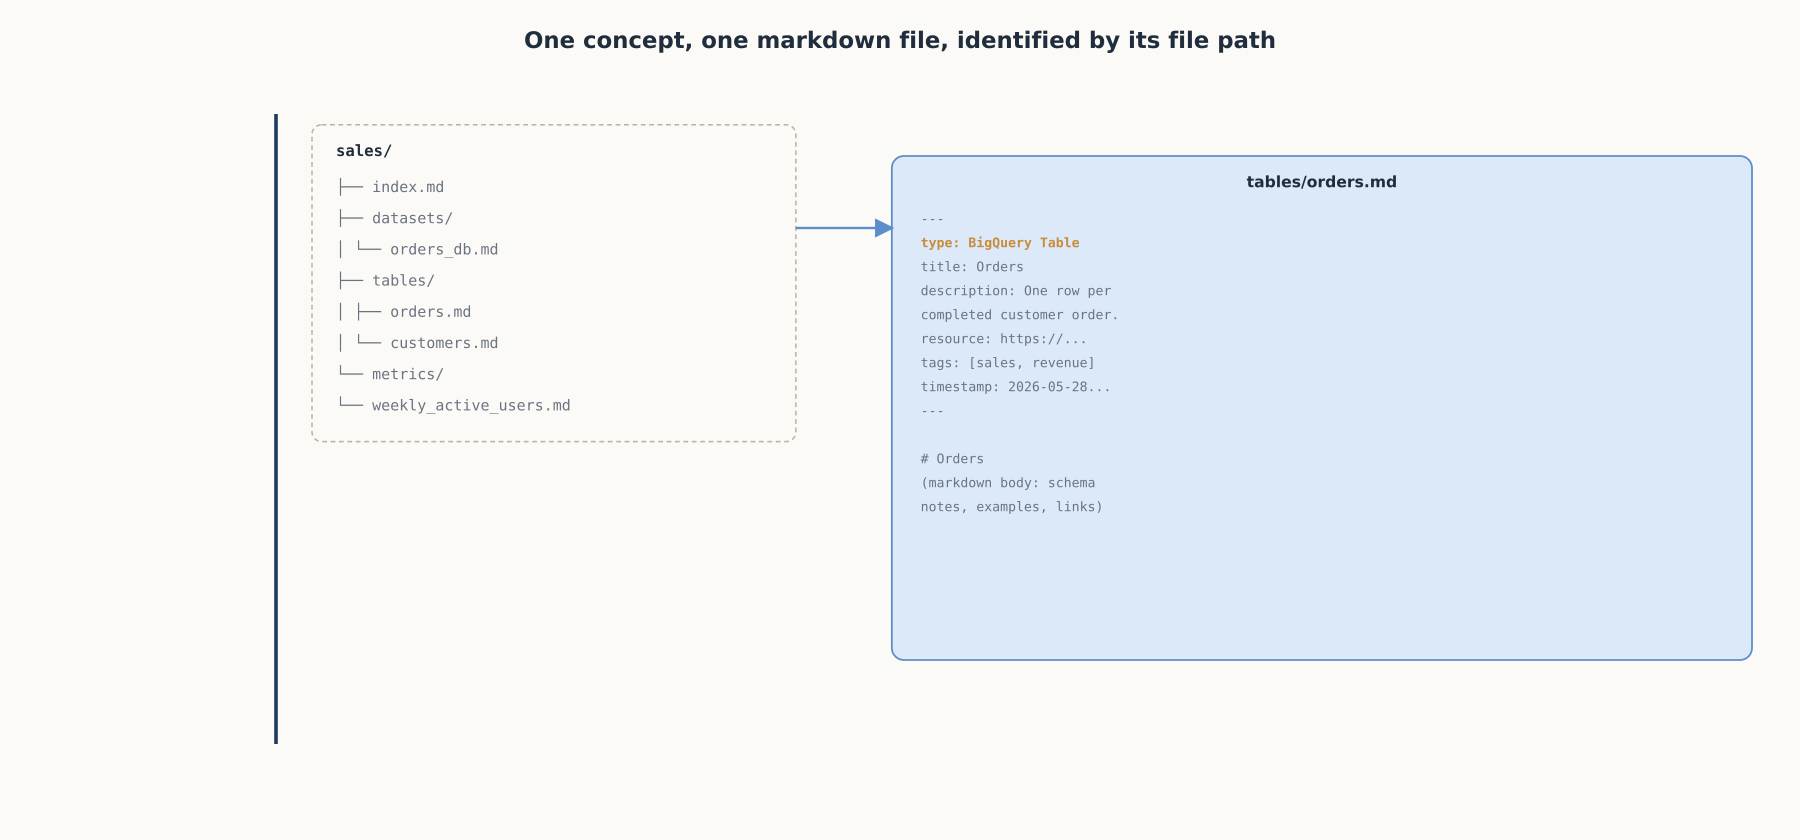 One concept, one markdown file, identified by its file path
sales/
├── index.md
├── datasets/
│ └── orders_db.md
├── tables/
│ ├── orders.md
│ └── customers.md
└── metrics/
└── weekly_active_users.md
tables/orders.md
---
type: BigQuery Table
title: Orders
description: One row per
completed customer order.
resource: https://...
tags: [sales, revenue]
timestamp: 2026-05-28...
---
# Orders
(markdown body: schema
notes, examples, links)